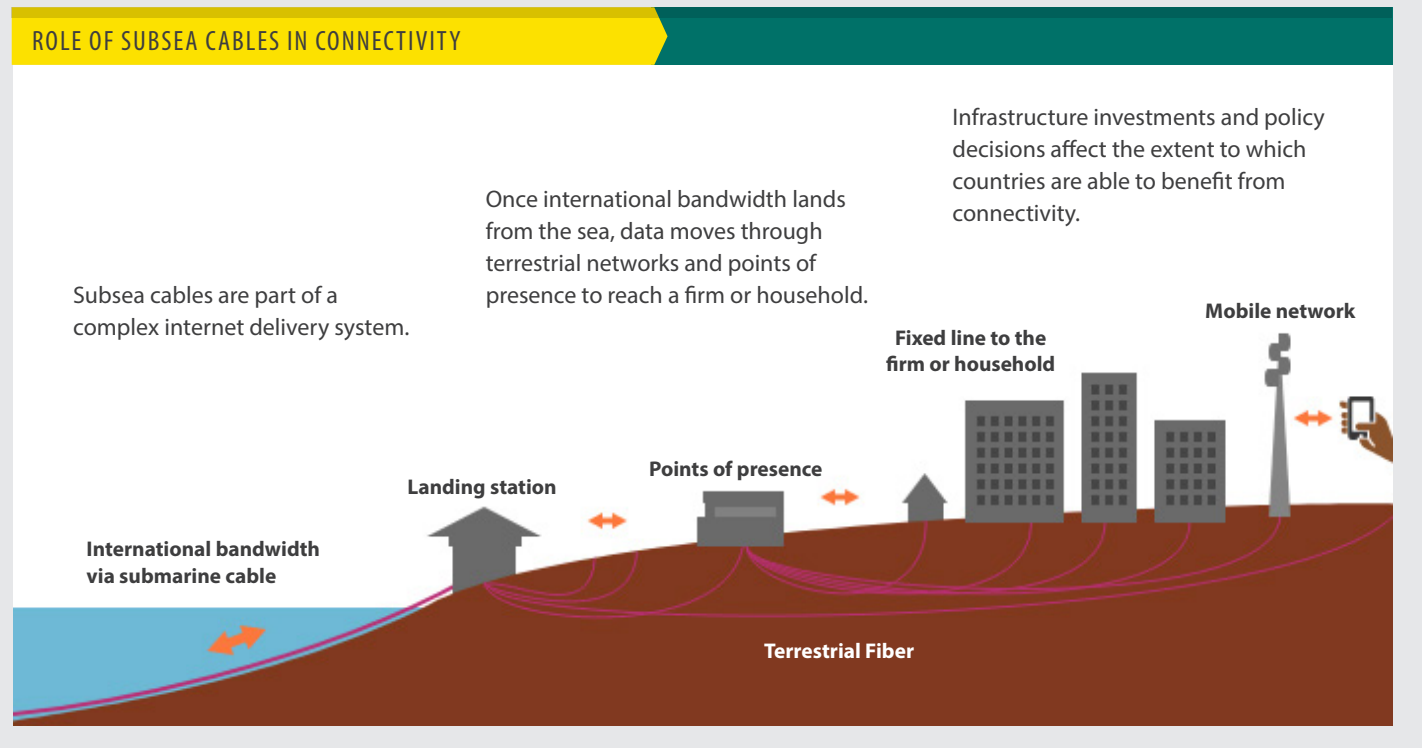 ROLE OF SUBSEA CABLES IN CONNECTIVITY
Subsea cables are part of a
complex internet delivery system.
Once international bandwidth lands
from the sea, data moves through
terrestrial networks and points of
presence to reach a firm or household.
Infrastructure investments and policy
decisions affect the extent to which
countries are able to benefit from
connectivity.
International bandwidth
via submarine cable
Landing station
Points of presence
Fixed line to the
firm or household
Mobile network
Terrestrial Fiber